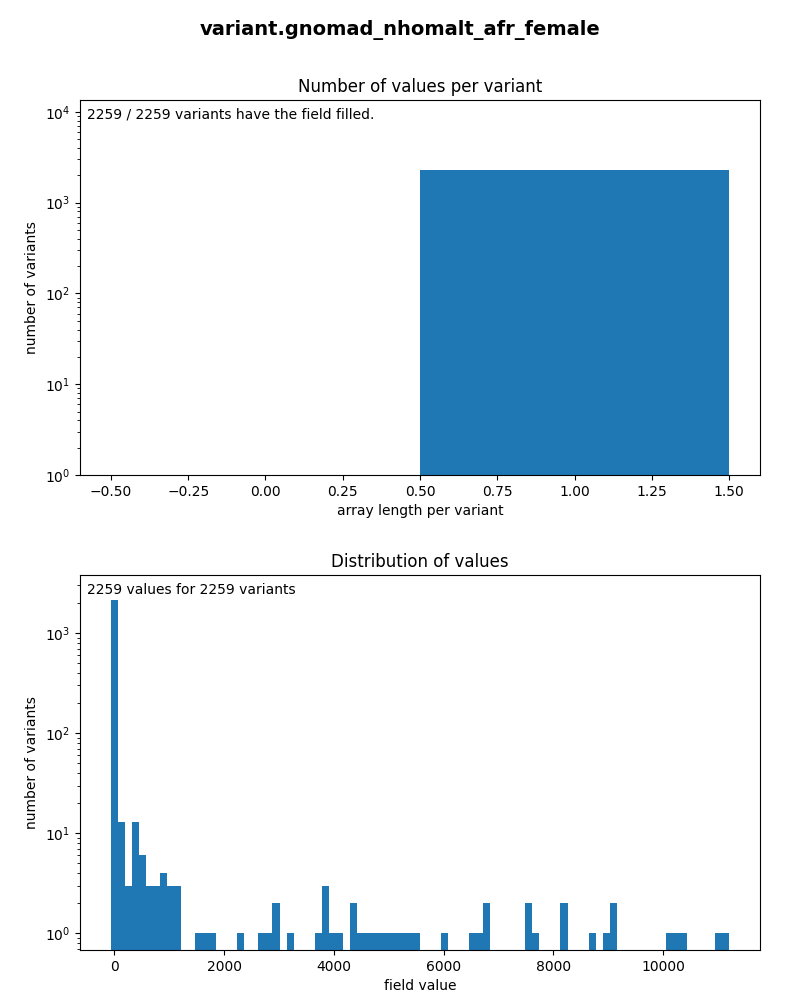 variant.gnomad_nhomalt_afr_female
Number of values per variant
2259 / 2259 variants have the field filled.
10⁴
10³
10²
10¹
10⁰
number of variants
−0.50 −0.25 0.00 0.25 0.50 0.75 1.00 1.25 1.50
array length per variant
Distribution of values
2259 values for 2259 variants
10³
10²
10¹
10⁰
number of variants
0 2000 4000 6000 8000 10000
field value